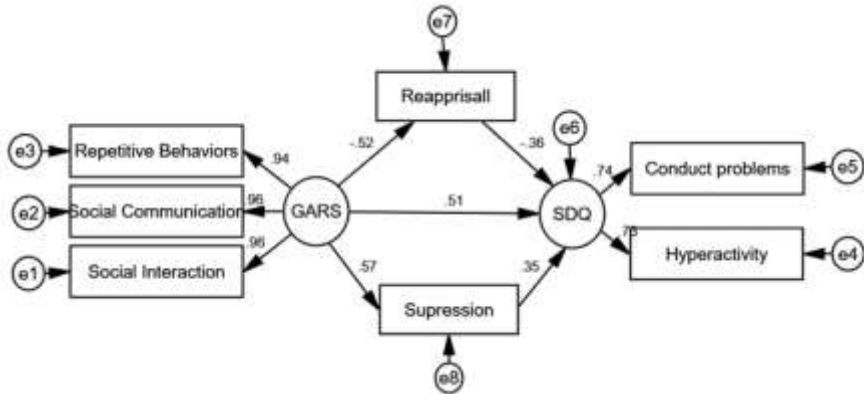 e7
Reapprisall
e6
e3
Repetitive Behaviors
.94
-.52
-.36
.74
Conduct problems
e5
e2
Social Communication
.96
GARS
.51
SDQ
e1
Social Interaction
.96
.57
.35
Hyperactivity
e4
Supression
e8